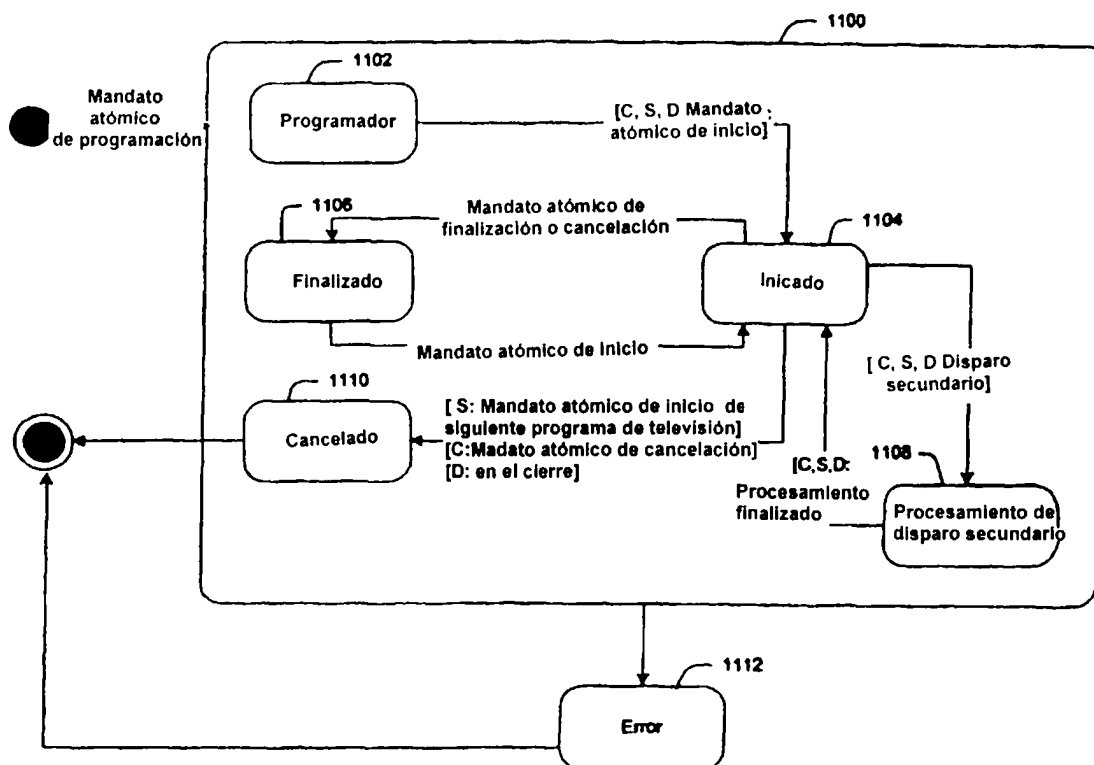 1100
1102
Mandato
atómico
de programación
Programador
[C, S, D Mandato :
atómico de inicio]
1106
Mandato atómico de
finalización o cancelación
1104
Finalizado
Inicado
Mandato atómico de inicio
[ C, S, D Disparo
secundario]
1110
Cancelado
[ S: Mandato atómico de inicio de
siguiente programa de televisión]
[C:Madato atómico de cancelación]
[D: en el cierre]
[C,S,D:
Procesamiento
finalizado
1108
Procesamiento de
disparo secundario
1112
Error